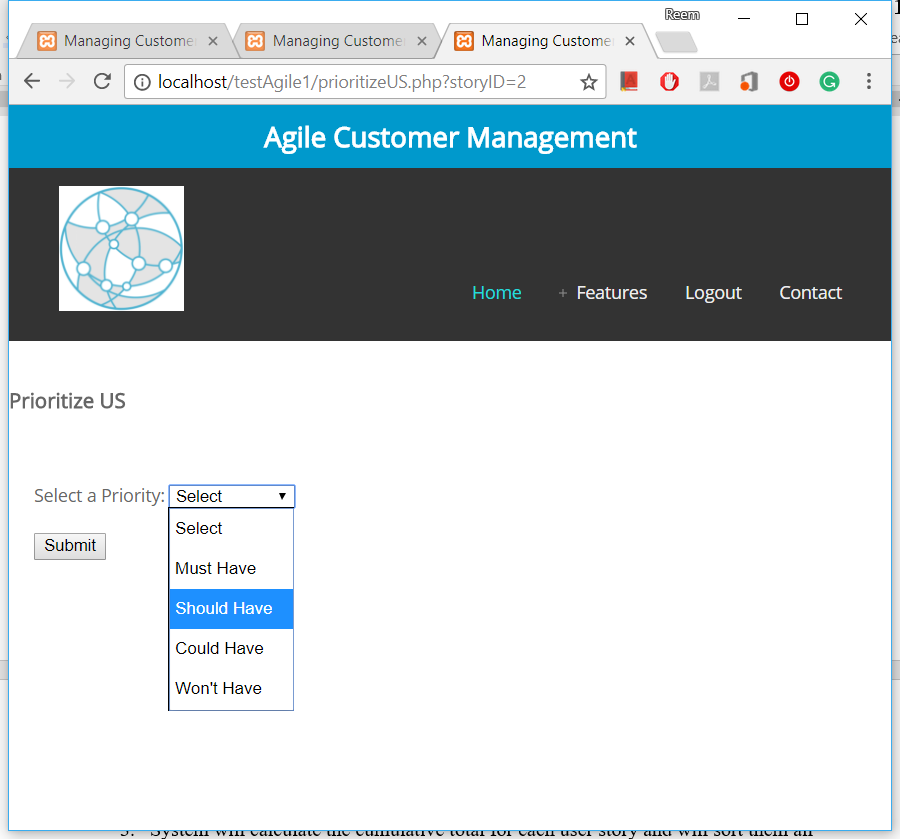 Reem
Managing Custome
Managing Custome
Managing Custome
localhost/testAgile1/prioritizeUS.php?storyID=2
Agile Customer Management
Home + Features Logout Contact
Prioritize US
Select a Priority: Select
Select
Submit
Must Have
Should Have
Could Have
Won't Have
3. System will calculate the cumulative total for each user story and will sort them all